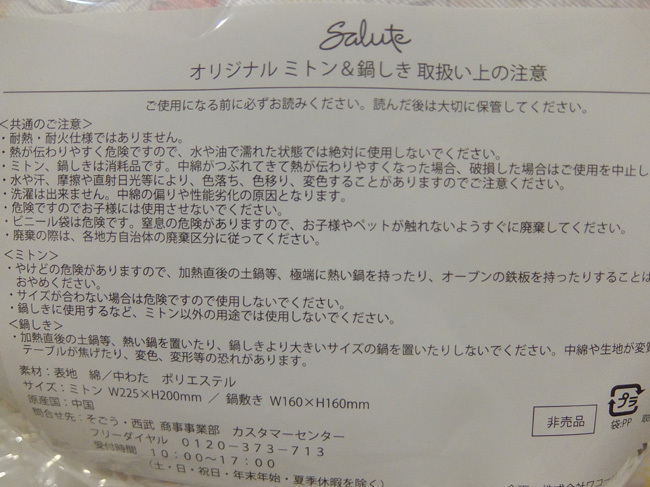 Salute
オリジナル ミトン＆鍋しき 取扱い上の注意
ご使用になる前に必ずお読みください。読んだ後は大切に保管してください。
＜共通のご注意＞
・耐熱・耐火仕様ではありません。
・熱が伝わりやすく危険ですので、水や油で濡れた状態では絶対に使用しないでください。
・ミトン、鍋しきは消耗品です。中綿がつぶれてきて熱が伝わりやすくなった場合、破損した場合はご使用を中止し
・水や汗、摩擦や直射日光等により、色落ち、色移り、変色することがありますのでご注意ください。
・洗濯は出来ません。中綿の偏りや性能劣化の原因となります。
・危険ですのでお子様には使用させないでください。
・ビニール袋は危険です。窒息の危険がありますので、お子様やペットが触れないようすぐに廃棄してください。
・廃棄の際は、各地方自治体の廃棄区分に従ってください。
＜ミトン＞
・やけどの危険がありますので、加熱直後の土鍋等、極端に熱い鍋を持ったり、オーブンの鉄板を持ったりすることは
おやめください。
・サイズが合わない場合は危険ですので使用しないでください。
・鍋しきに使用するなど、ミトン以外の用途では使用しないでください。
＜鍋しき＞
・加熱直後の土鍋等、熱い鍋を置いたり、鍋しきより大きいサイズの鍋を置いたりしないでください。中綿や生地が変質
テーブルが焦げたり、変色、変形等の恐れがあります。
素材：表地 綿／中わた ポリエステル
サイズ：ミトン W225×H200mm ／ 鍋敷き W160×H160mm
原産国：中国
問合せ先：そごう・西武 商事事業部 カスタマーセンター
フリーダイヤル 0120-373-713
受付時間 10:00～17:00
（土・日・祝日・年末年始・夏季休暇を除く）
非売品
プラ
袋:PP